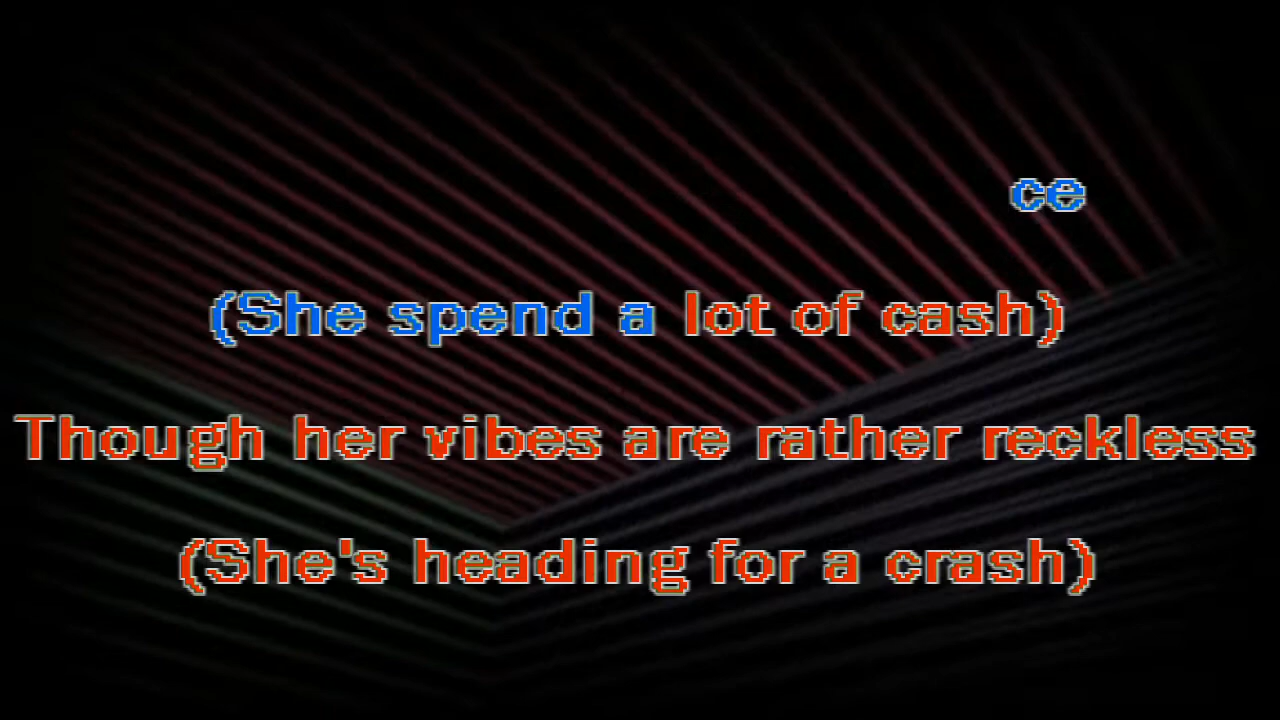 ce
(She spend a lot of cash)
Though her vibes are rather reckless
(She's heading for a crash)